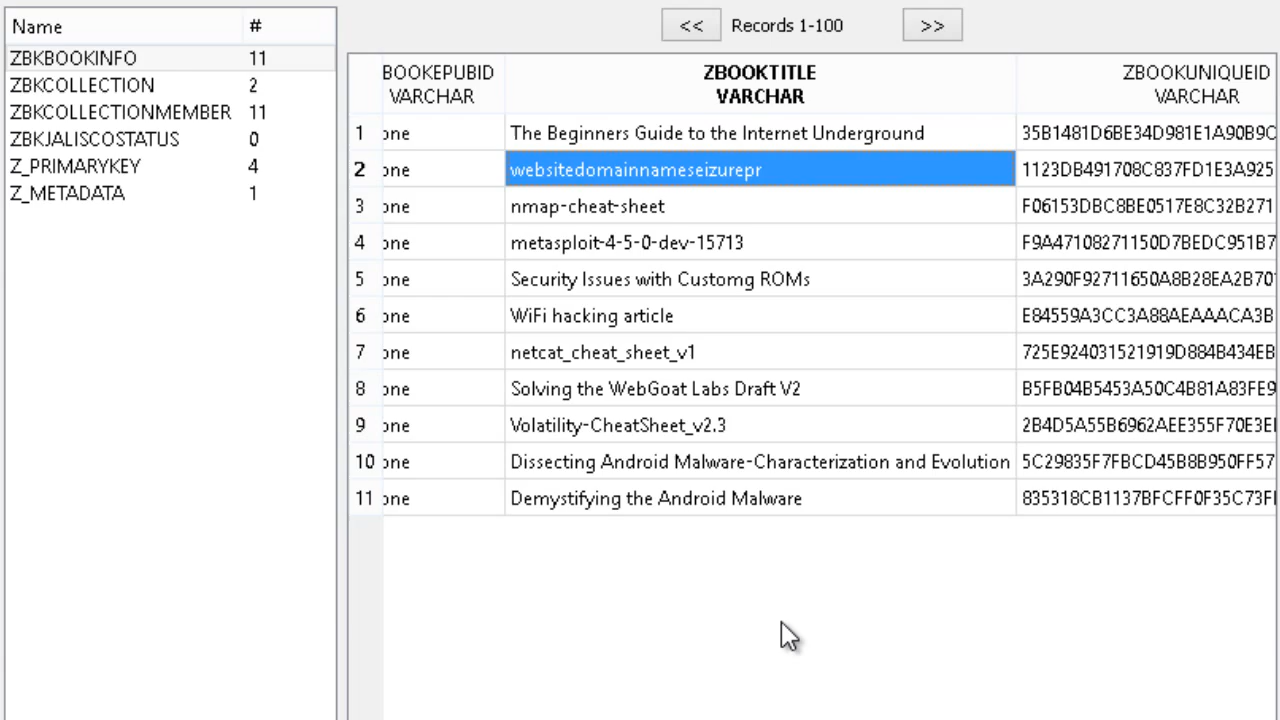 Name #
ZBKBOOKINFO 11
ZBKCOLLECTION 2
ZBKCOLLECTIONMEMBER 11
ZBKJALISCOSTATUS 0
Z_PRIMARYKEY 4
Z_METADATA 1
<< Records 1-100 >>
BOOKEPUBID ZBOOKTITLE ZBOOKUNIQUEID
VARCHAR VARCHAR VARCHAR
1 one The Beginners Guide to the Internet Underground 35B1481D6BE34D981E1A90B9C
2 one websitedomainnameseizurepr 1123DB491708C837FD1E3A925
3 one nmap-cheat-sheet F06153DBC8BE0517E8C32B271
4 one metasploit-4-5-0-dev-15713 F9A47108271150D7BEDC951B7
5 one Security Issues with Customg ROMs 3A290F92711650A8B28EA2B70
6 one WiFi hacking article E84559A3CC3A88AEAAACA3B
7 one netcat_cheat_sheet_v1 725E924031521919D884B434EB
8 one Solving the WebGoat Labs Draft V2 B5FB04B5453A50C4B81A83FE9
9 one Volatility-CheatSheet_v2.3 2B4D5A55B6962AEE355F70E3E
10 one Dissecting Android Malware-Characterization and Evolution 5C29835F7FBCD45B8B950FF57
11 one Demystifying the Android Malware 835318CB1137BFCFF0F35C73F